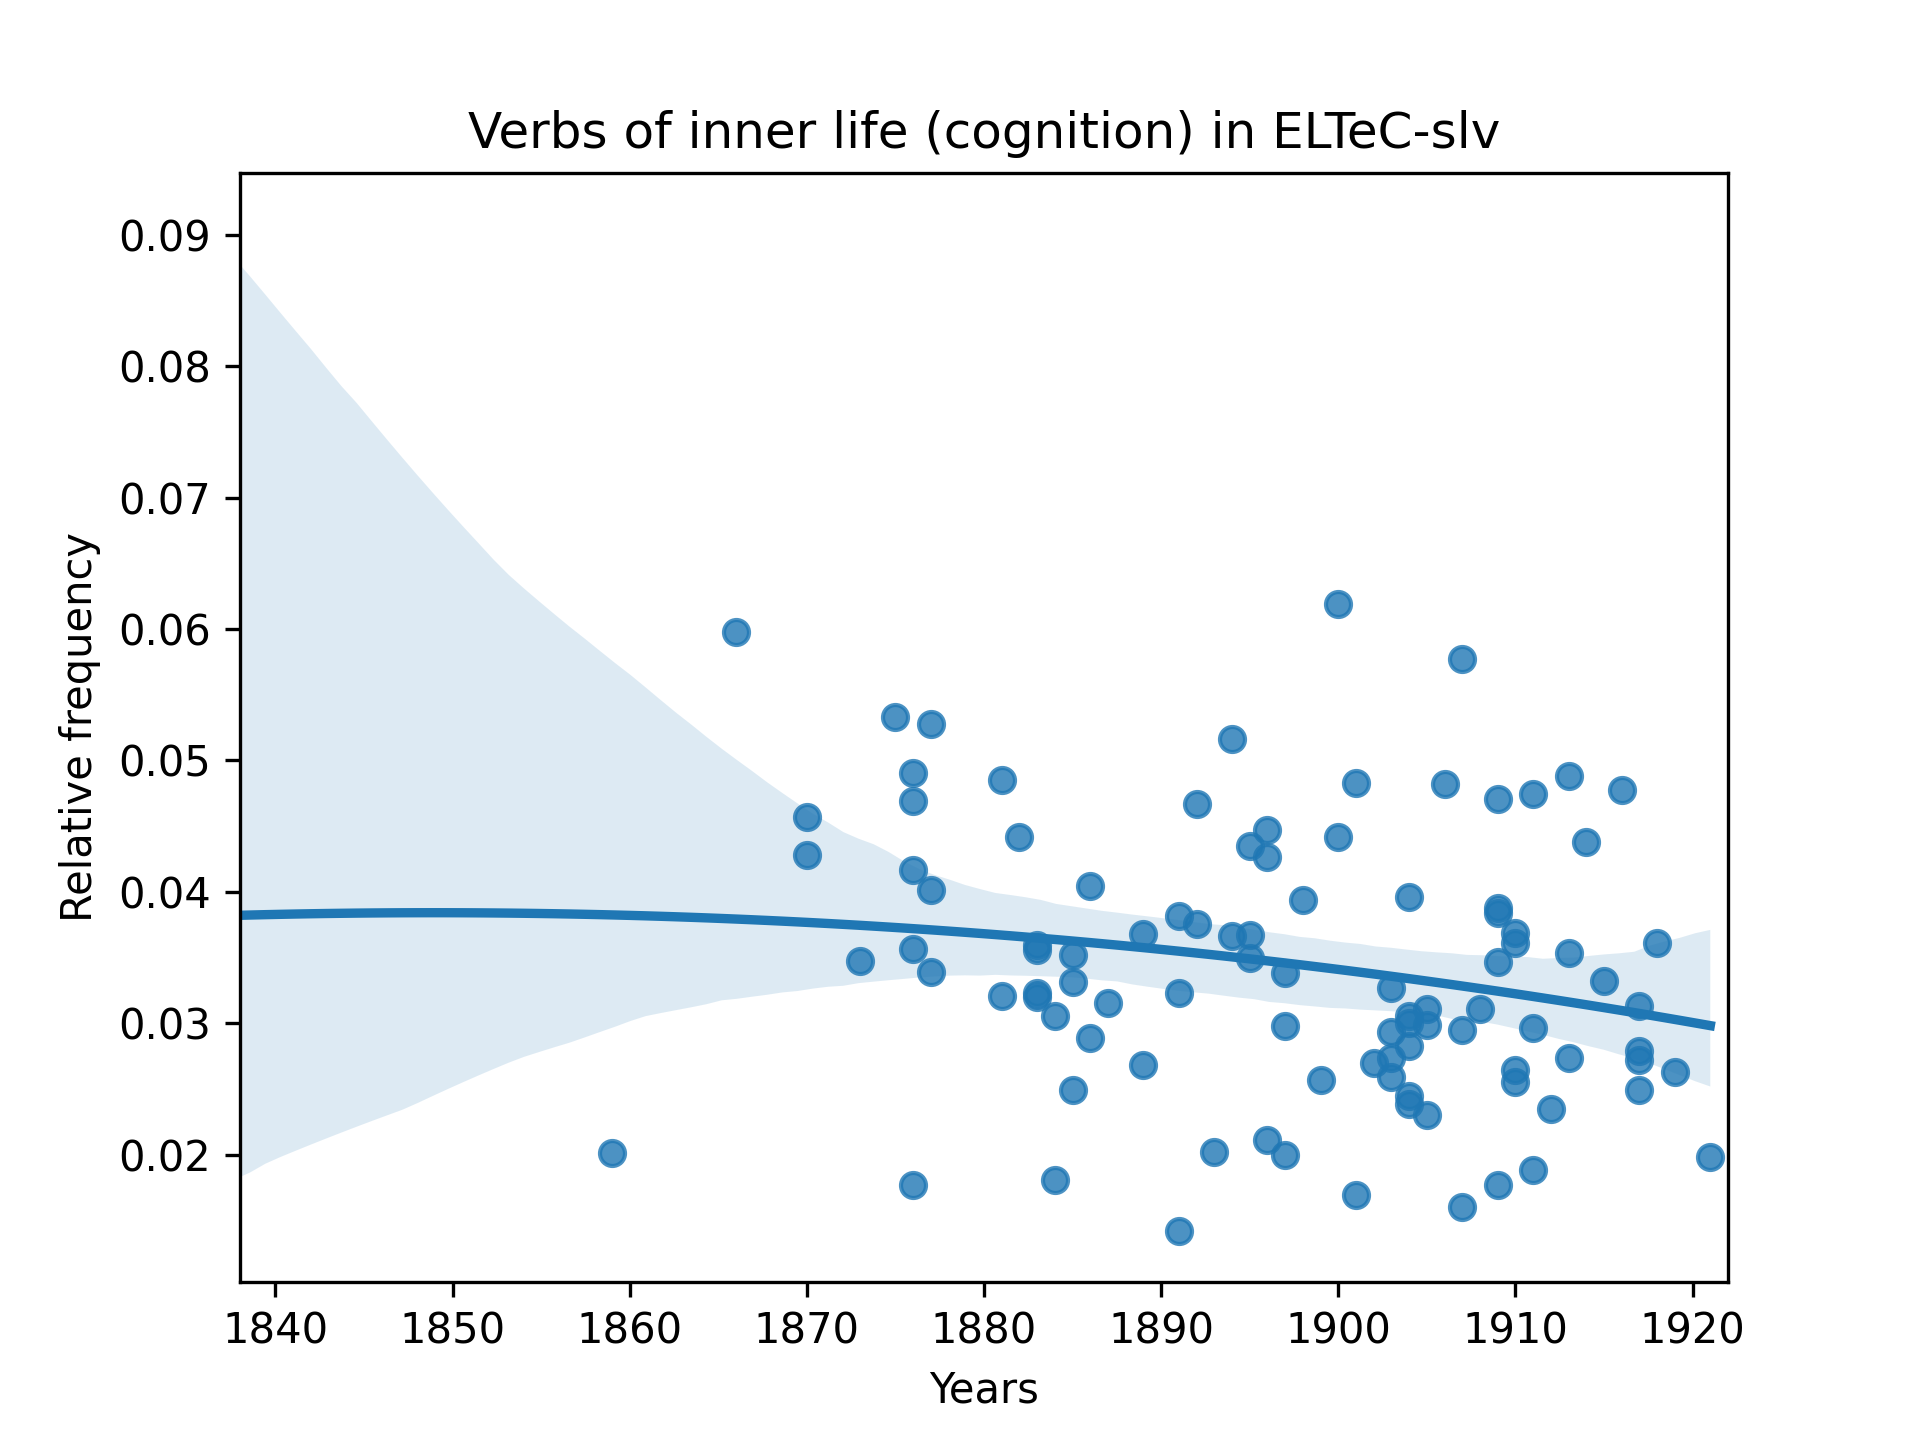 Verbs of inner life (cognition) in ELTeC-slv
0.09
0.08
0.07
0.06
0.05
0.04
0.03
0.02
Relative frequency
1840 1850 1860 1870 1880 1890 1900 1910 1920
Years